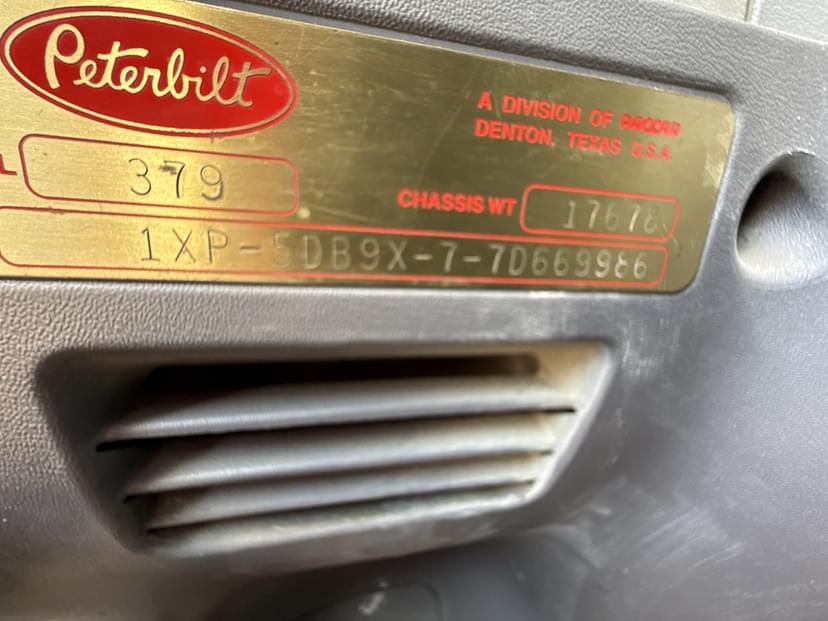 Peterbilt
A DIVISION OF PACCAR
DENTON, TEXAS U.S.A.
L 379
CHASSIS WT 17678
1XP-5DB9X-7-7D669986